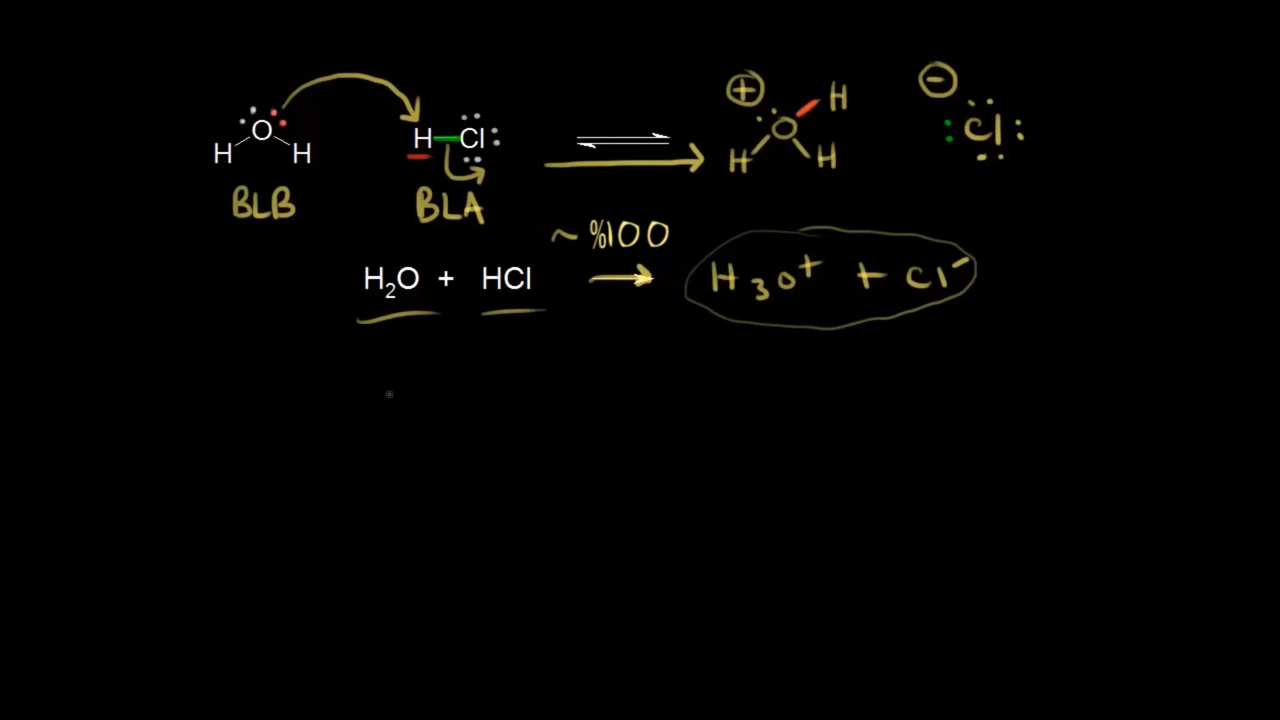 H O H H–Cl ⇌ → ⊕ H O H H ⊖ Cl
BLB BLA
~ %100
H₂O + HCl → H₃O⁺ + Cl⁻